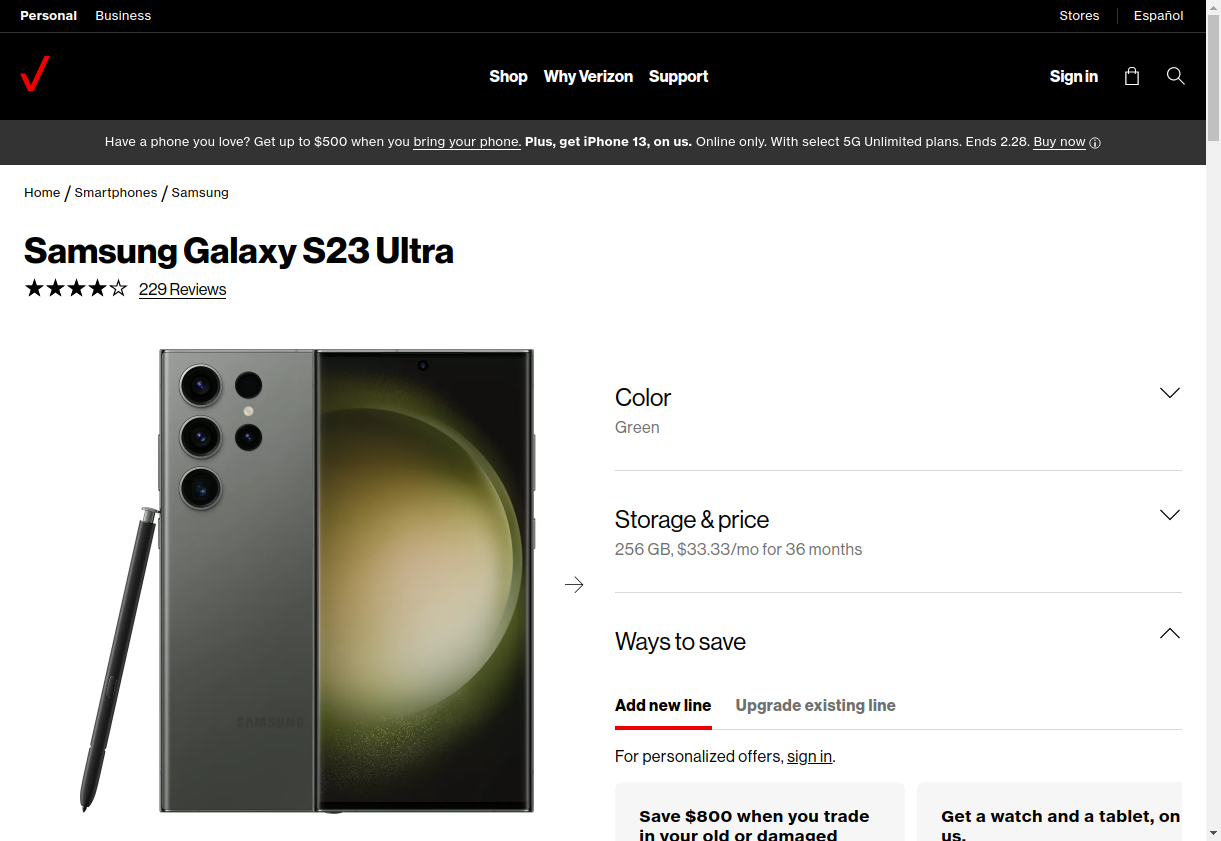 Personal Business Stores Español
Shop Why Verizon Support Sign in
Have a phone you love? Get up to $500 when you bring your phone. Plus, get iPhone 13, on us. Online only. With select 5G Unlimited plans. Ends 2.28. Buy now
Home / Smartphones / Samsung
Samsung Galaxy S23 Ultra
229 Reviews
SAMSUNG
Color
Green
Storage & price
256 GB, $33.33/mo for 36 months
Ways to save
Add new line Upgrade existing line
For personalized offers, sign in.
Save $800 when you trade
in your old or damaged
Get a watch and a tablet, on
us.